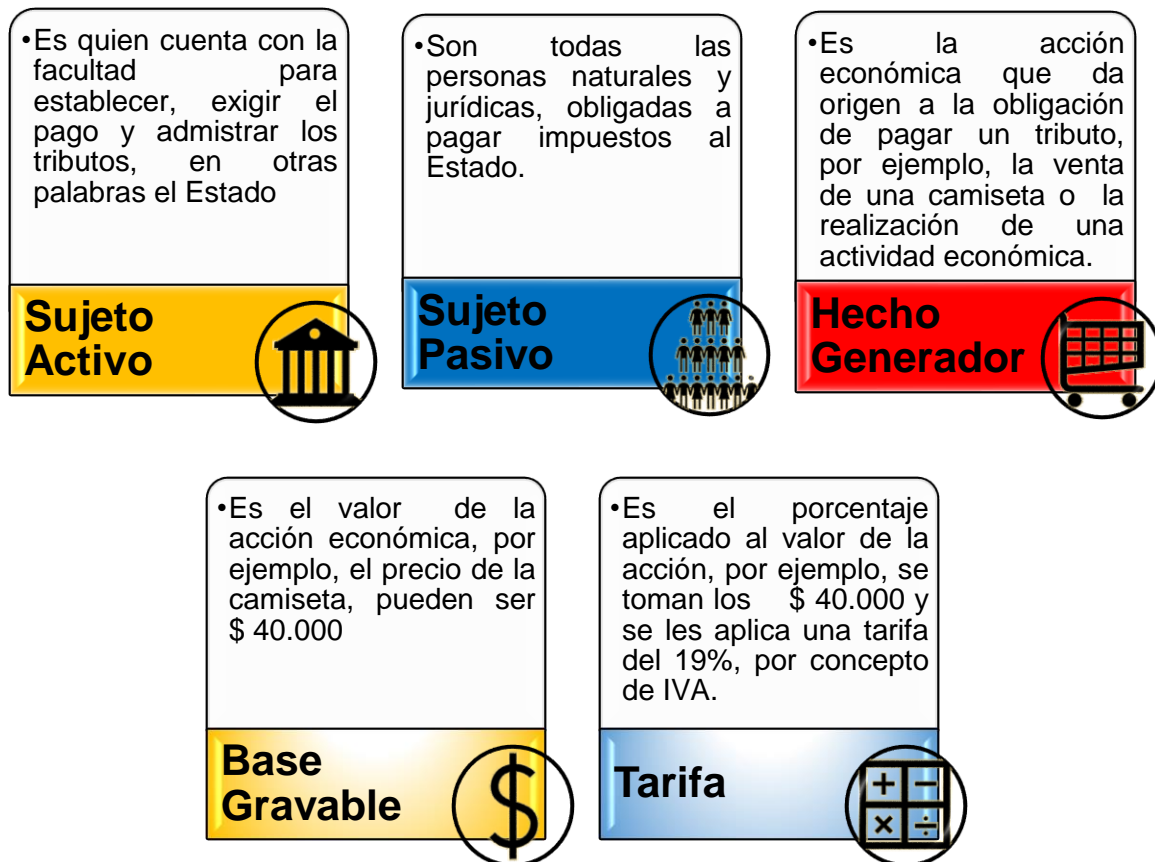 •Es quien cuenta con la
facultad para
establecer, exigir el
pago y admistrar los
tributos, en otras
palabras el Estado
Sujeto
Activo
•Son todas las
personas naturales y
jurídicas, obligadas a
pagar impuestos al
Estado.
Sujeto
Pasivo
•Es la acción
económica que da
origen a la obligación
de pagar un tributo,
por ejemplo, la venta
de una camiseta o la
realización de una
actividad económica.
Hecho
Generador
•Es el valor de la
acción económica, por
ejemplo, el precio de la
camiseta, pueden ser
$ 40.000
Base
Gravable
$
•Es el porcentaje
aplicado al valor de la
acción, por ejemplo, se
toman los $ 40.000 y
se les aplica una tarifa
del 19%, por concepto
de IVA.
Tarifa
+ −
× ÷